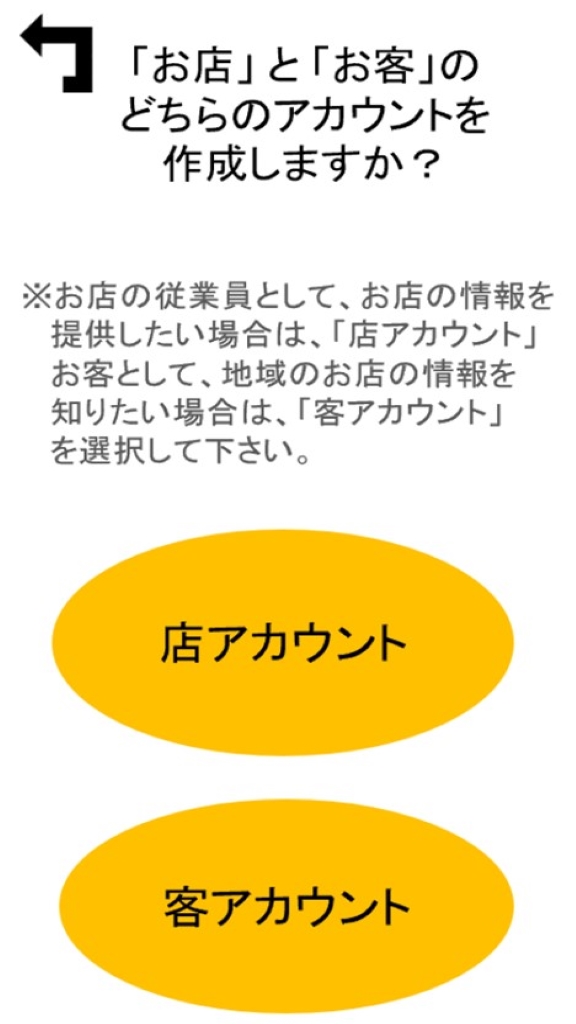 「お店」と「お客」の
どちらのアカウントを
作成しますか？
※お店の従業員として、お店の情報を
提供したい場合は、「店アカウント」
お客として、地域のお店の情報を
知りたい場合は、「客アカウント」
を選択して下さい。
店アカウント
客アカウント